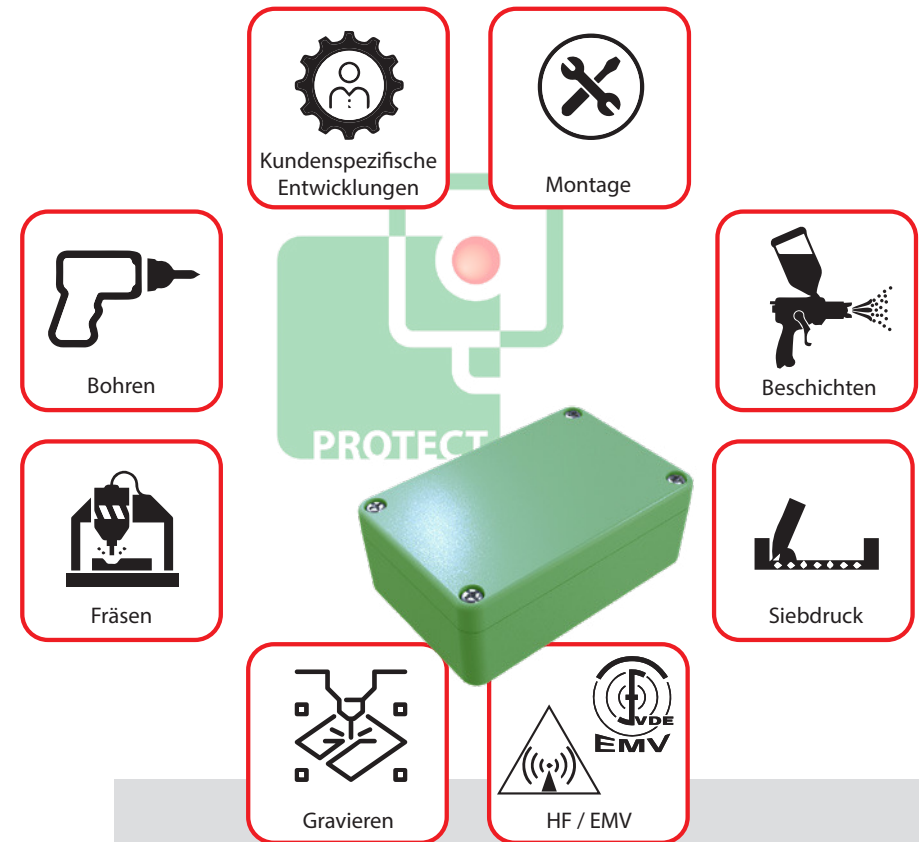 Kundenspezifische
Entwicklungen
Montage
Bohren
Beschichten
PROTECT
Fräsen
Siebdruck
VDE
EMV
Gravieren
HF / EMV